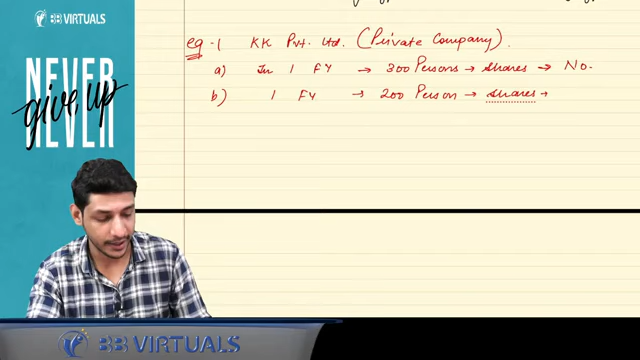 BB VIRTUALS
NEVER
give up
NEVER
eg-1 KK Pvt. Ltd. (Private Company).
a) In 1 FY → 300 Persons → shares → No.
b) 1 FY → 200 Person → shares →
BB VIRTUALS